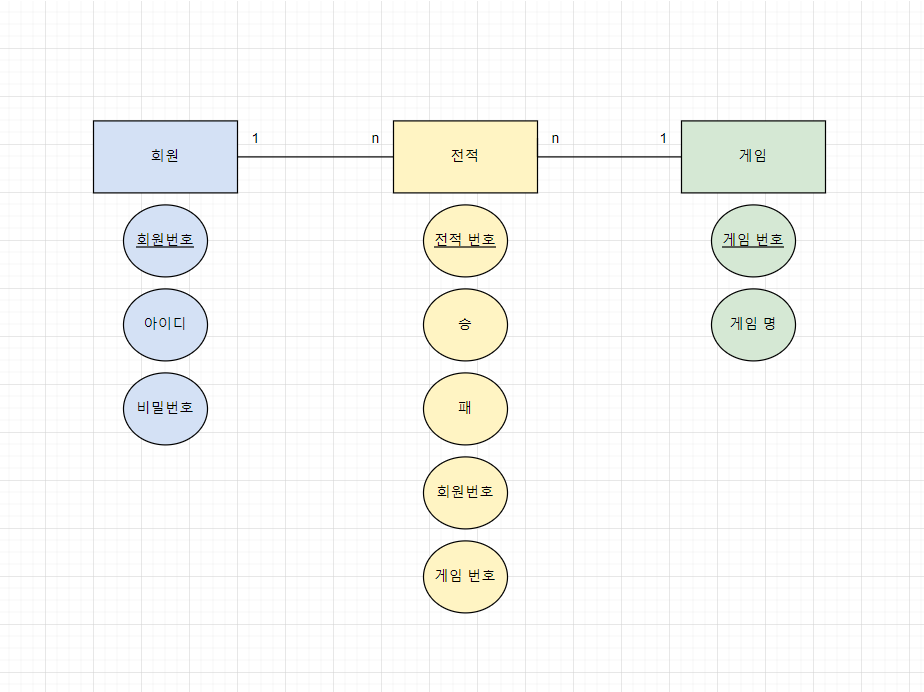 회원
1
n
전적
n
1
게임
회원번호
아이디
비밀번호
전적 번호
승
패
회원번호
게임 번호
게임 번호
게임 명